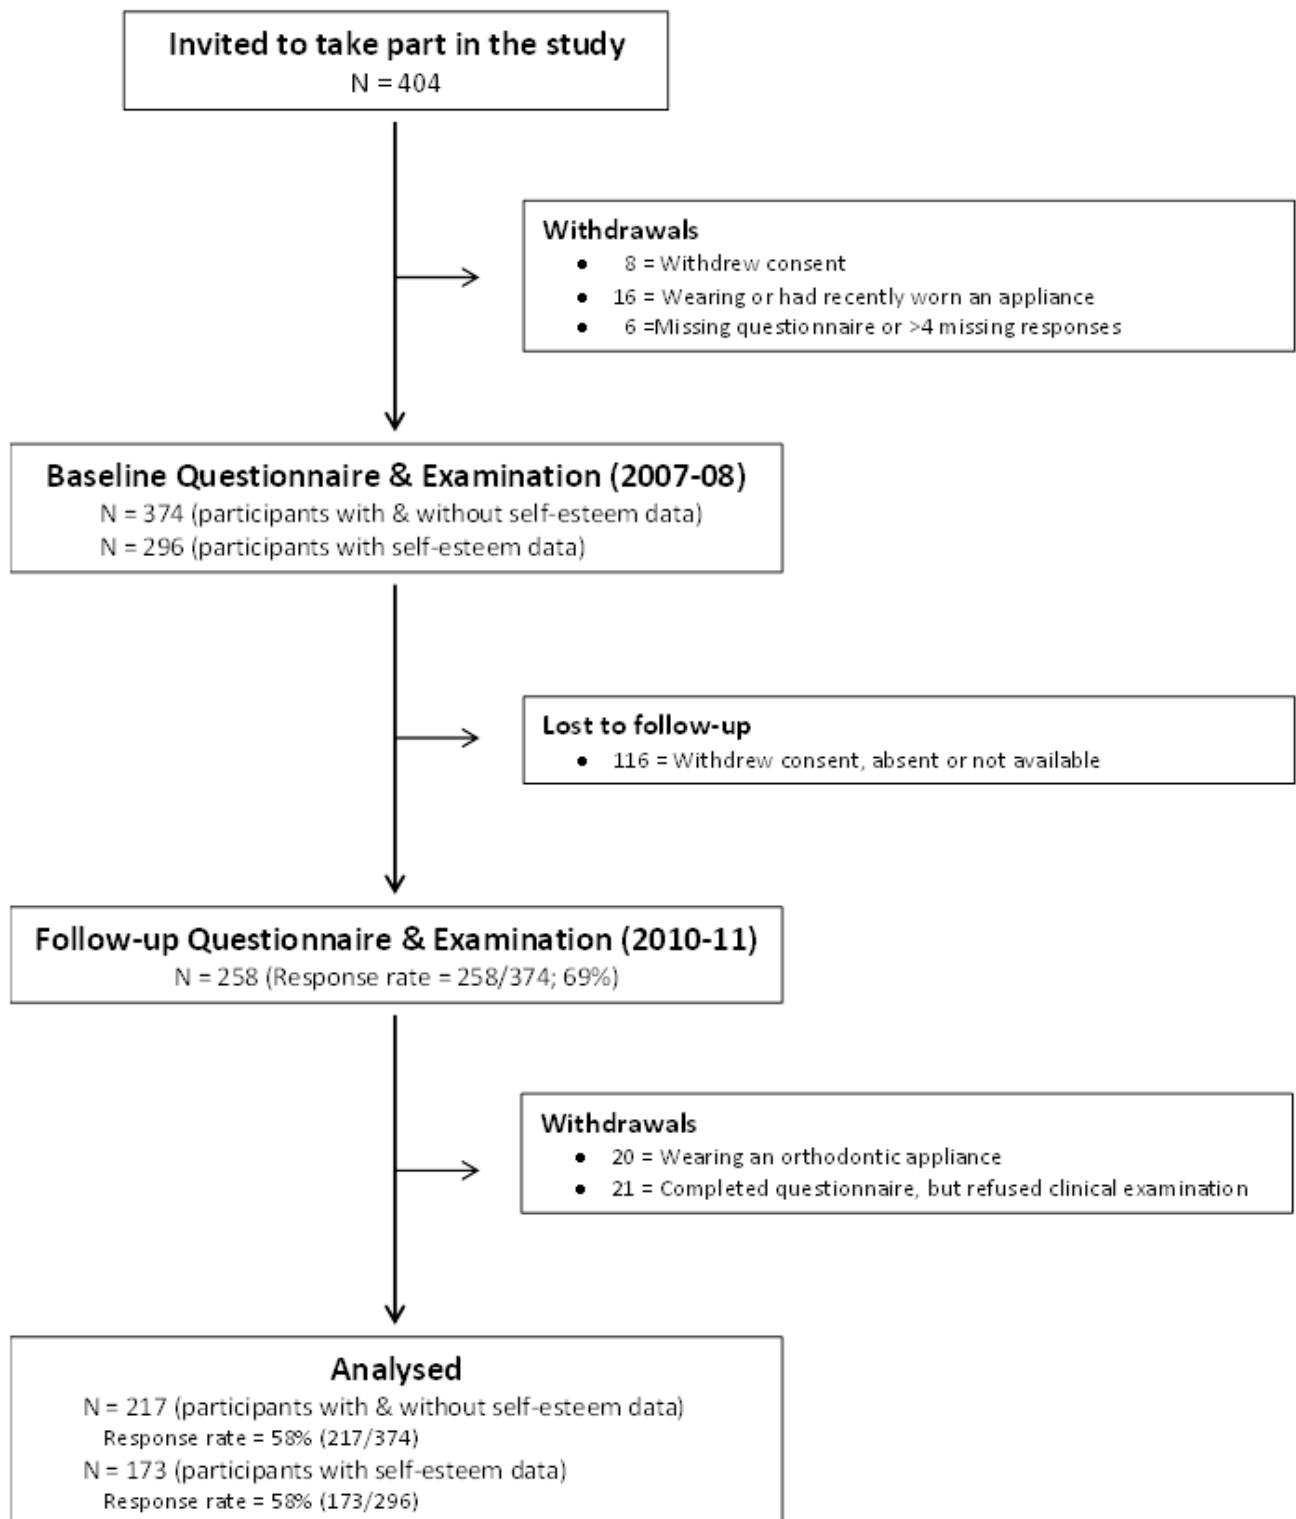 Invited to take part in the study
N = 404
Withdrawals
• 8 = Withdrew consent
• 16 = Wearing or had recently worn an appliance
• 6 =Missing questionnaire or >4 missing responses
Baseline Questionnaire & Examination (2007-08)
N = 374 (participants with & without self-esteem data)
N = 296 (participants with self-esteem data)
Lost to follow-up
• 116 = Withdrew consent, absent or not available
Follow-up Questionnaire & Examination (2010-11)
N = 258 (Response rate = 258/374; 69%)
Withdrawals
• 20 = Wearing an orthodontic appliance
• 21 = Completed questionnaire, but refused clinical examination
Analysed
N = 217 (participants with & without self-esteem data)
Response rate = 58% (217/374)
N = 173 (participants with self-esteem data)
Response rate = 58% (173/296)